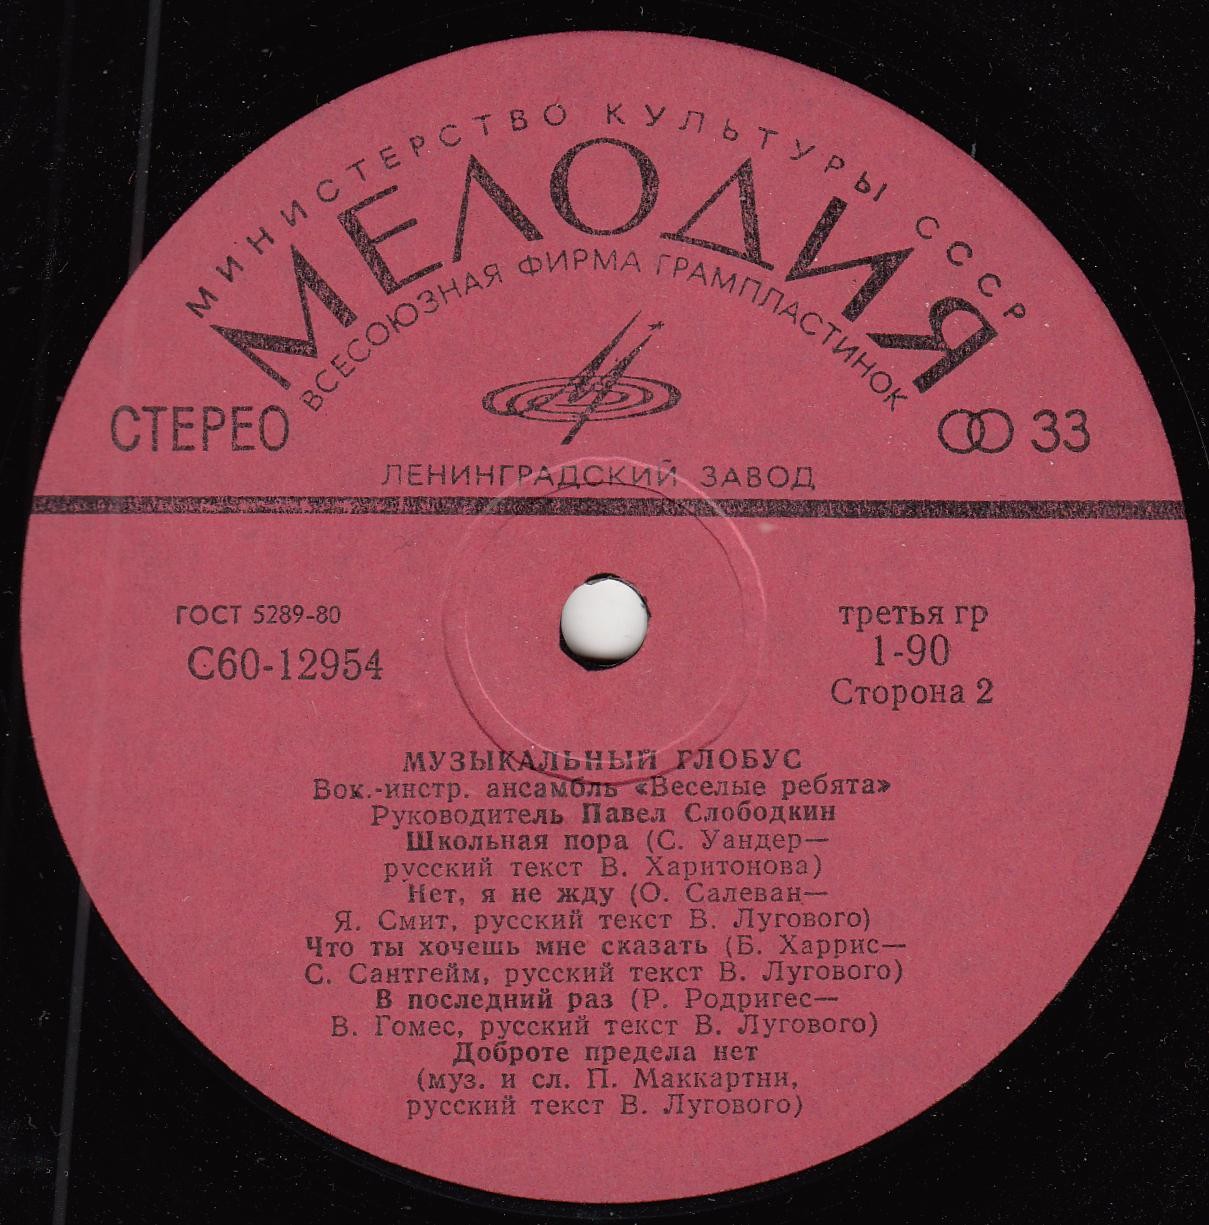 МИНИСТЕРСТВО КУЛЬТУРЫ СССР
МЕЛОДИЯ
ВСЕСОЮЗНАЯ ФИРМА ГРАМПЛАСТИНОК
СТЕРЕО
33
ЛЕНИНГРАДСКИЙ ЗАВОД
ГОСТ 5289-80
третья гр
С60-12954
1-90
Сторона 2
МУЗЫКАЛЬНЫЙ ГЛОБУС
Вок.-инстр. ансамбль «Веселые ребята»
Руководитель Павел Слободкин
Школьная пора (С. Уандер—
русский текст В. Харитонова)
Нет, я не жду (О. Салеван—
Я. Смит, русский текст В. Лугового)
Что ты хочешь мне сказать (Б. Харрис—
С. Сантгейм, русский текст В. Лугового)
В последний раз (Р. Родригес—
В. Гомес, русский текст В. Лугового)
Доброте предела нет
(муз. и сл. П. Маккартни,
русский текст В. Лугового)